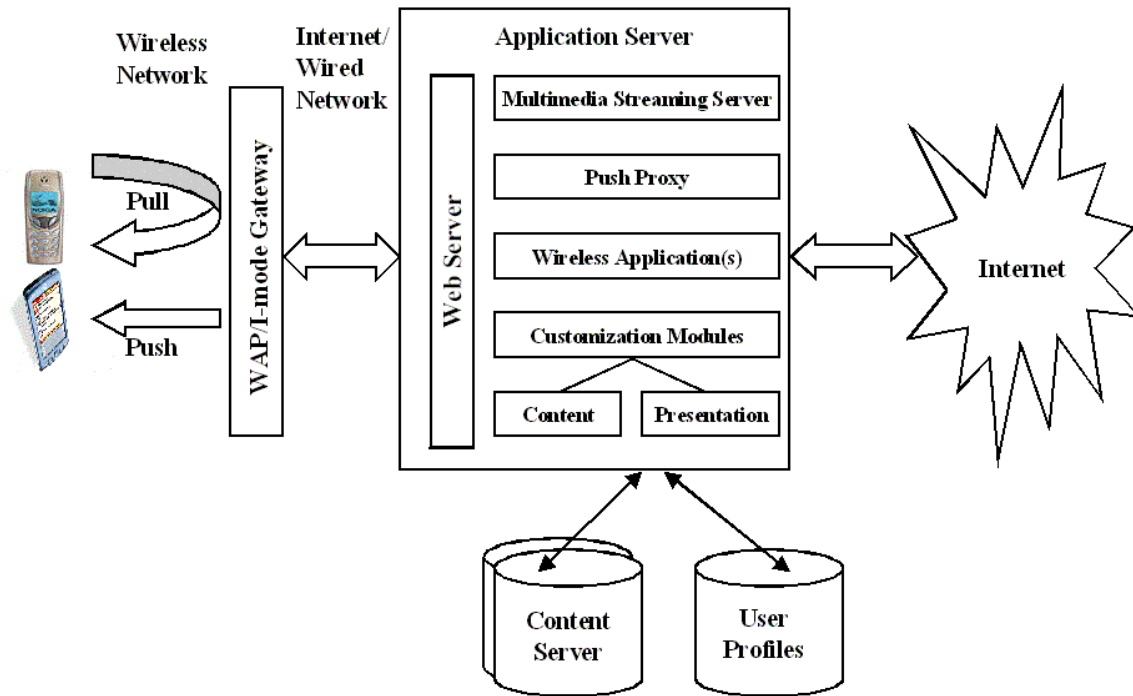 Wireless
Network
Internet/
Wired
Network
Application Server
Pull
Push
WAP/I-mode Gateway
Web Server
Multimedia Streaming Server
Push Proxy
Wireless Application(s)
Customization Modules
Content
Presentation
Internet
Content
Server
User
Profiles